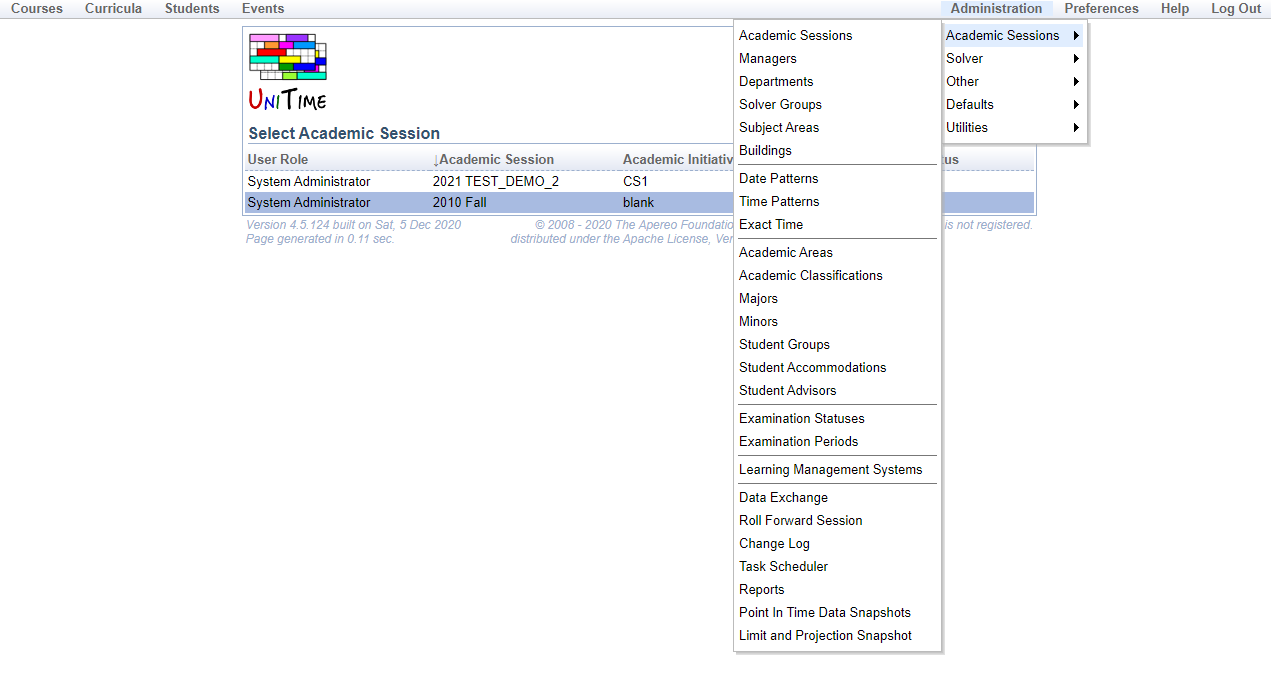 Courses Curricula Students Events Administration Preferences Help Log Out
UniTime
Select Academic Session
User Role ↓Academic Session Academic Initiativ us
System Administrator 2021 TEST_DEMO_2 CS1
System Administrator 2010 Fall blank
Version 4.5.124 built on Sat, 5 Dec 2020 © 2008 - 2020 The Apereo Foundatio is not registered.
Page generated in 0.11 sec. distributed under the Apache License, Ver
Academic Sessions
Managers
Departments
Solver Groups
Subject Areas
Buildings
Date Patterns
Time Patterns
Exact Time
Academic Areas
Academic Classifications
Majors
Minors
Student Groups
Student Accommodations
Student Advisors
Examination Statuses
Examination Periods
Learning Management Systems
Data Exchange
Roll Forward Session
Change Log
Task Scheduler
Reports
Point In Time Data Snapshots
Limit and Projection Snapshot
Academic Sessions
Solver
Other
Defaults
Utilities